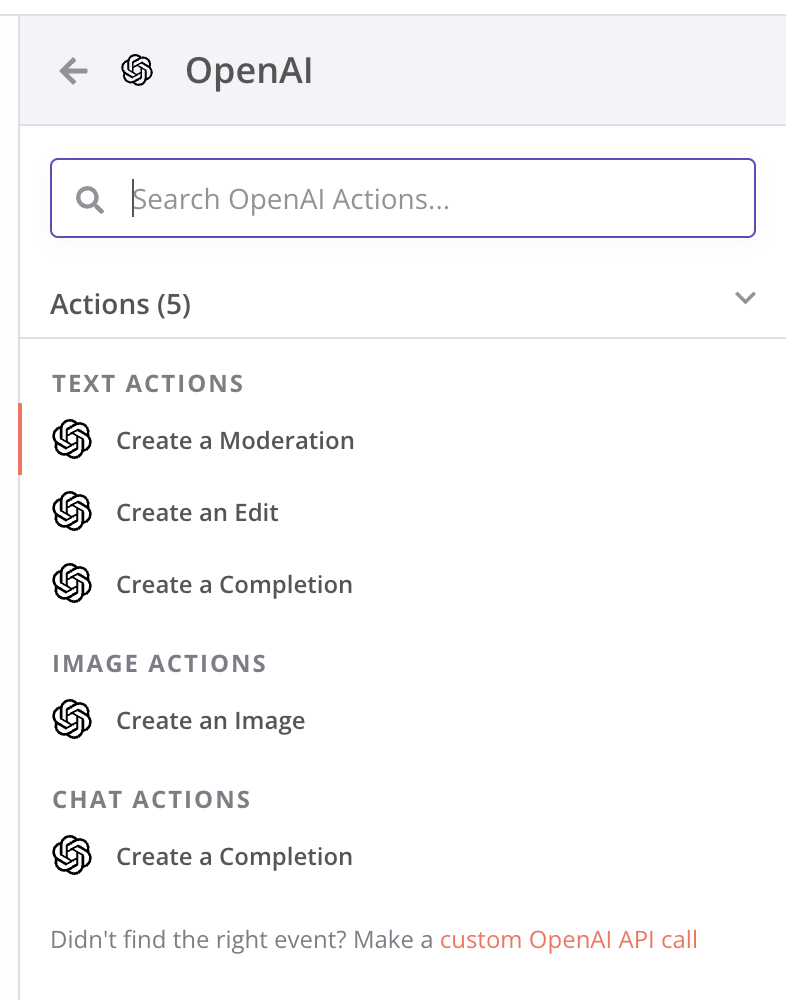 OpenAI
Search OpenAI Actions...
Actions (5)
TEXT ACTIONS
Create a Moderation
Create an Edit
Create a Completion
IMAGE ACTIONS
Create an Image
CHAT ACTIONS
Create a Completion
Didn't find the right event? Make a custom OpenAI API call